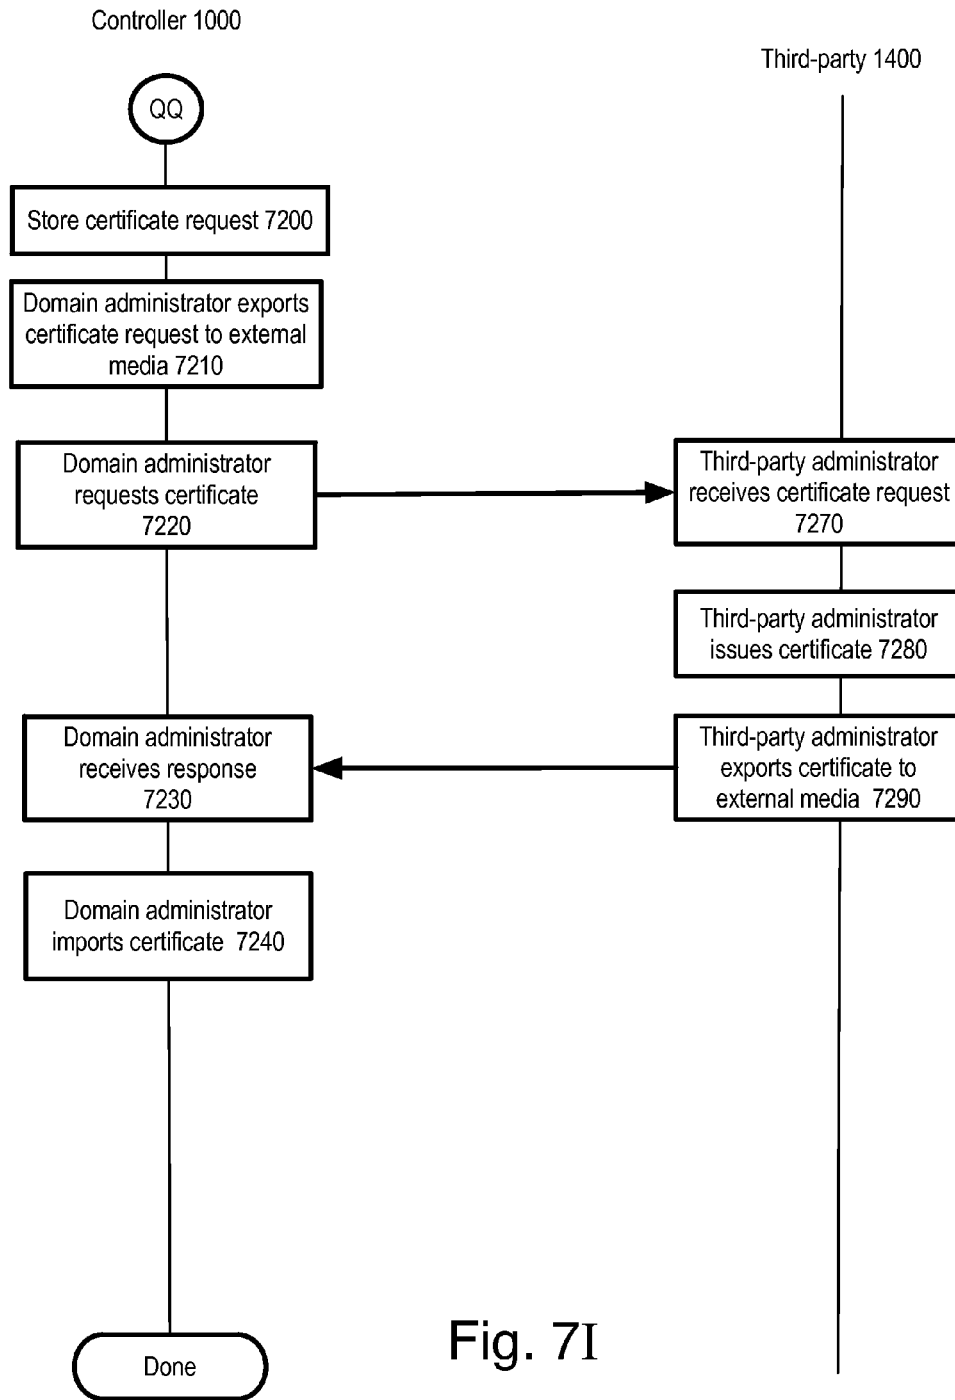 Controller 1000
Third-party 1400
QQ
Store certificate request 7200
Domain administrator exports
certificate request to external
media 7210
Domain administrator
requests certificate
7220
Third-party administrator
receives certificate request
7270
Third-party administrator
issues certificate 7280
Domain administrator
receives response
7230
Third-party administrator
exports certificate to
external media 7290
Domain administrator
imports certificate 7240
Done
Fig. 7I